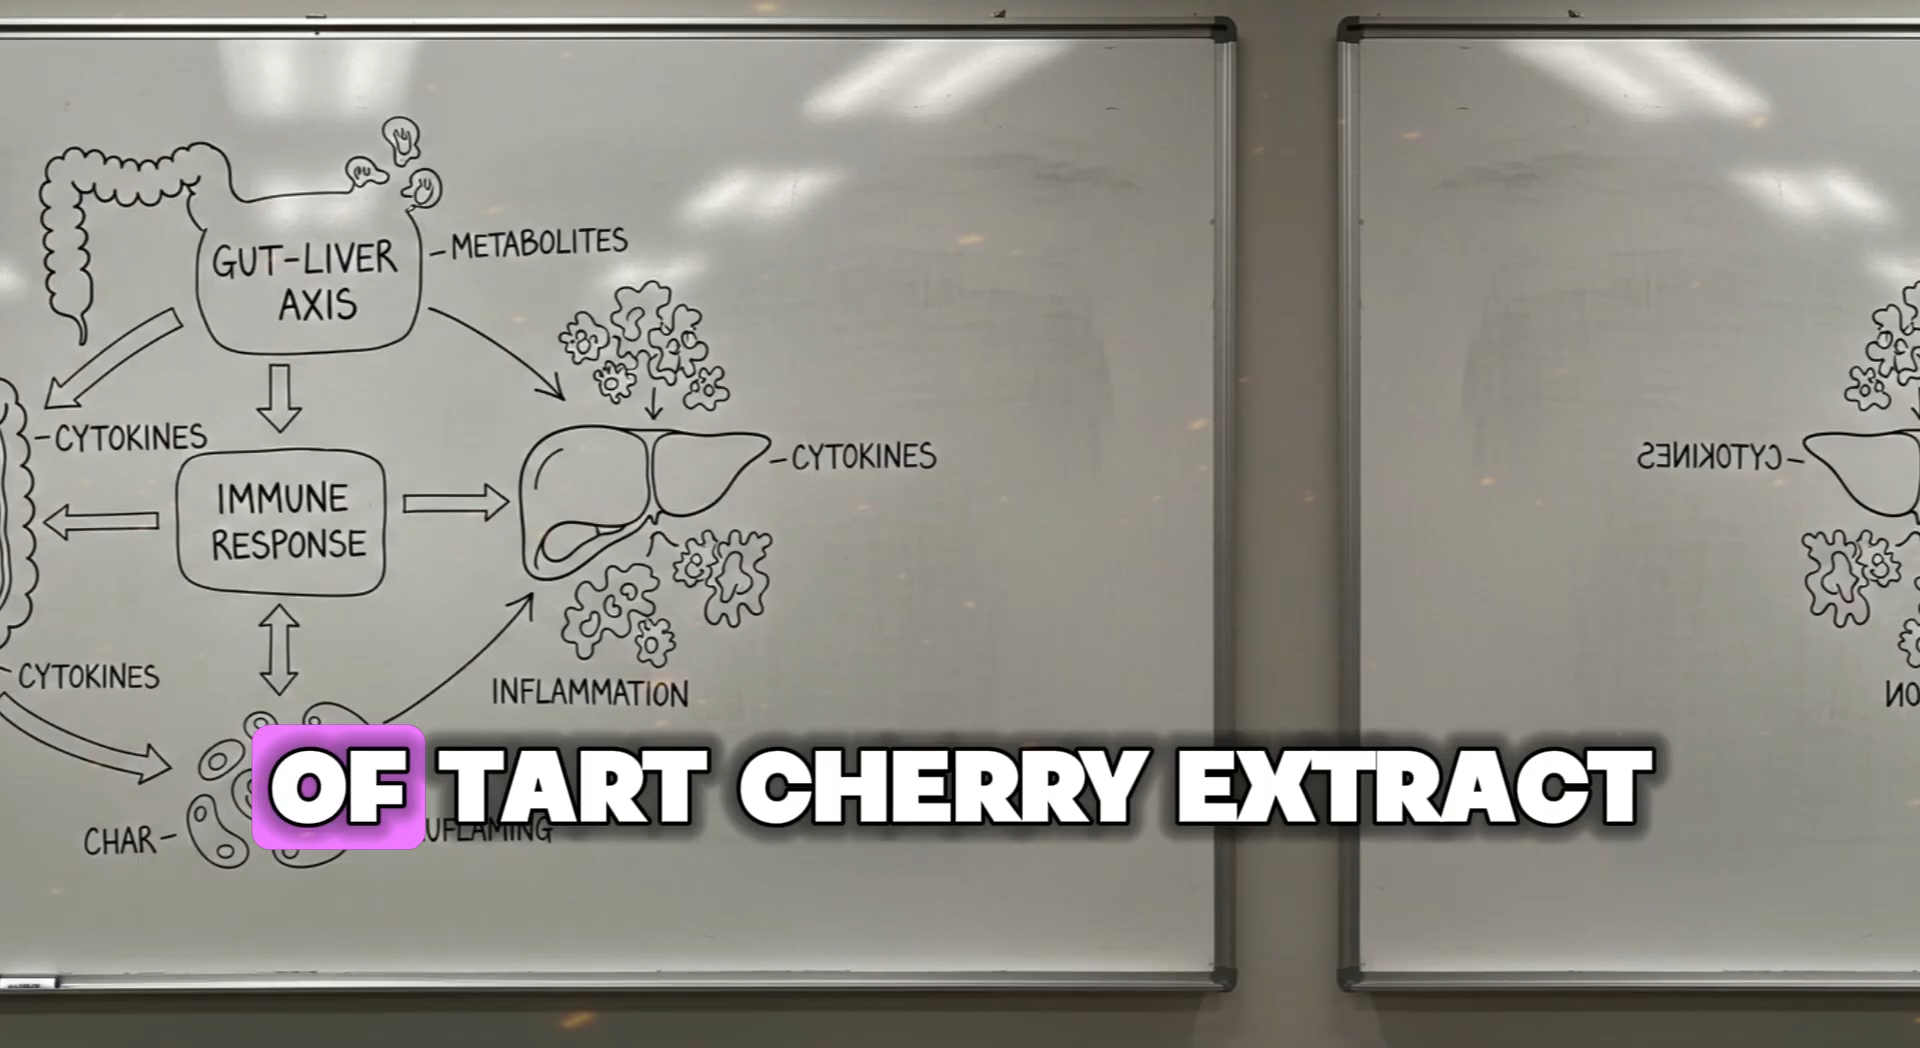 GUT-LIVER
AXIS
METABOLITES
CYTOKINES
CYTOKINES
CYTOKINES
IMMUNE
RESPONSE
CYTOKINES
INFLAMMATION
OF TART CHERRY EXTRACT
CHAR